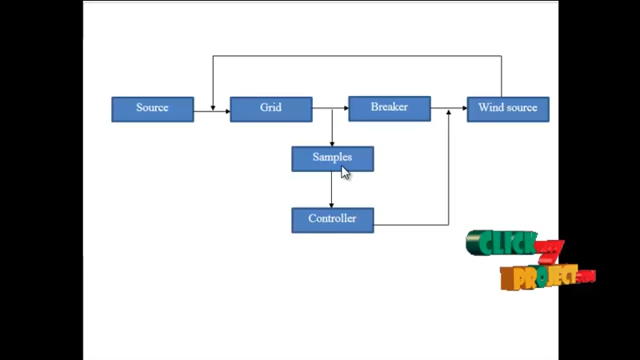 Source
Grid
Breaker
Wind source
Samples
Controller
CLICK
PROJECT